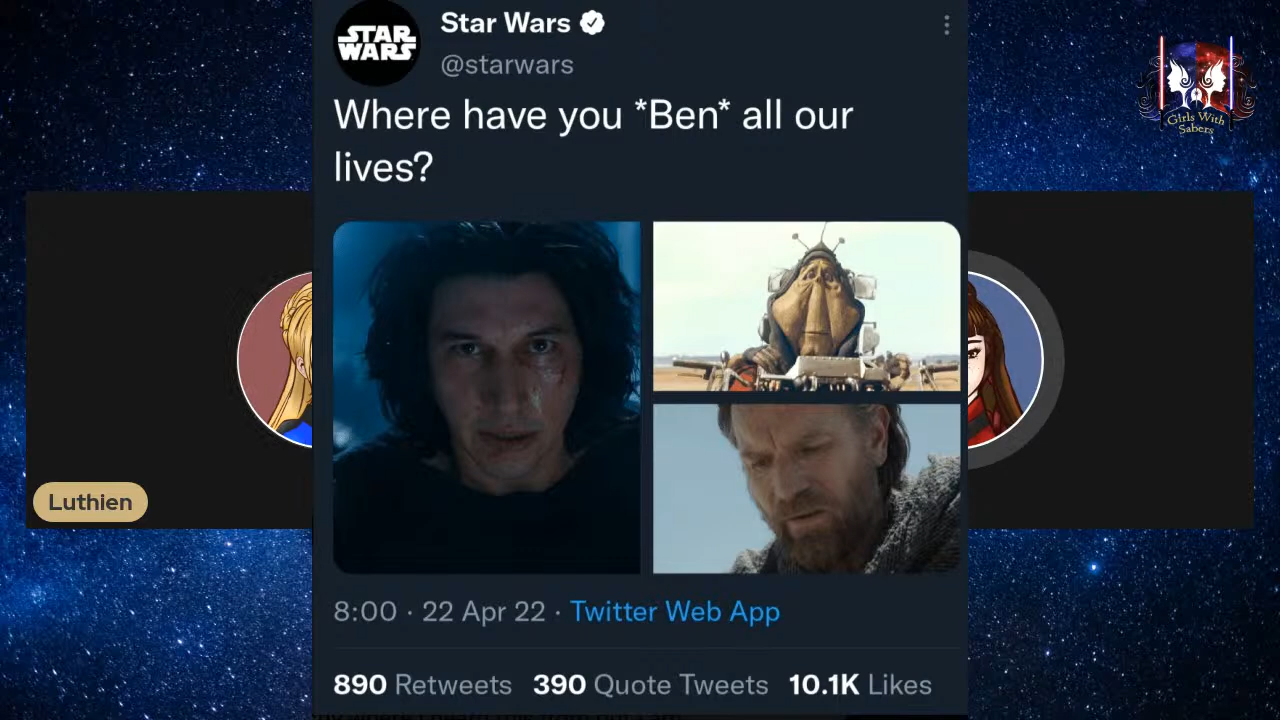 STAR
WARS
Star Wars
@starwars
Where have you *Ben* all our
lives?
Girls With
Sabers
Luthien
8:00 · 22 Apr 22 · Twitter Web App
890 Retweets 390 Quote Tweets 10.1K Likes